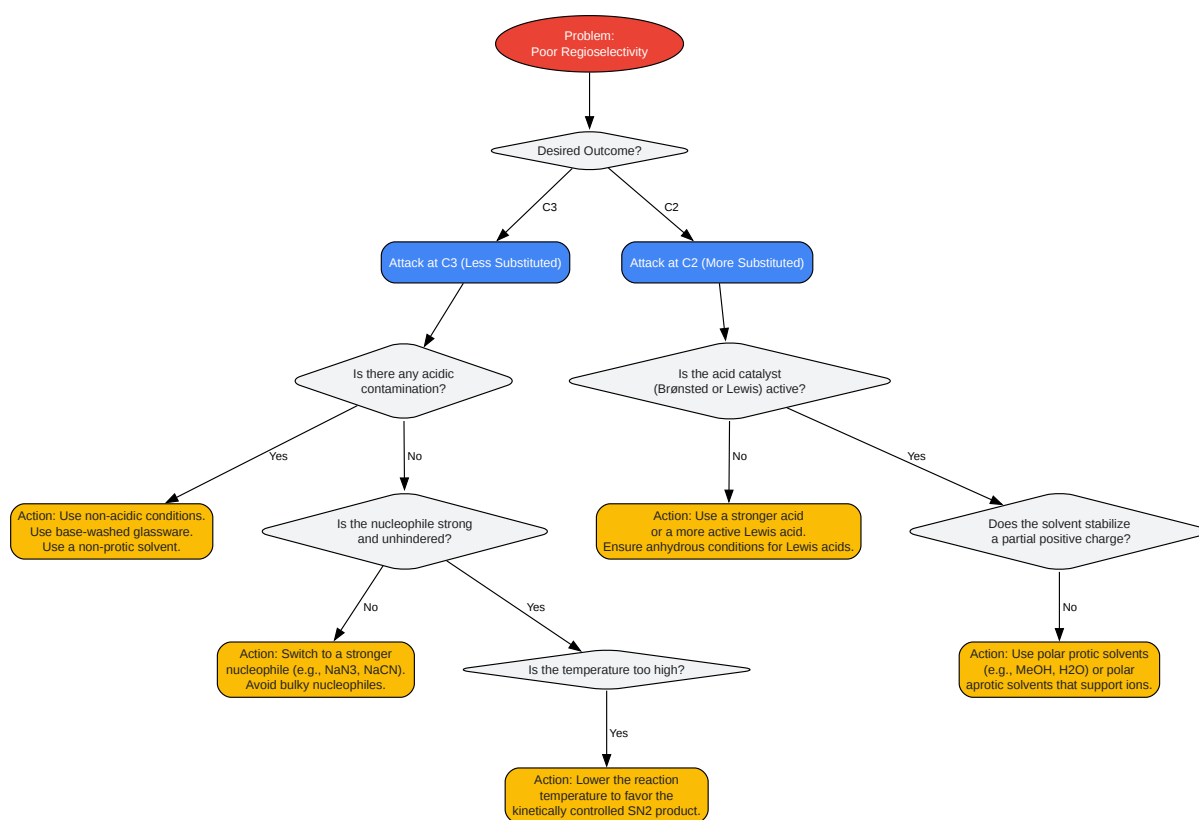 Problem:
Poor Regioselectivity
Desired Outcome?
C3
C2
Attack at C3 (Less Substituted)
Attack at C2 (More Substituted)
Is there any acidic
contamination?
Is the acid catalyst
(Brønsted or Lewis) active?
Yes
No
No
Yes
Action: Use non-acidic conditions.
Use base-washed glassware.
Use a non-protic solvent.
Is the nucleophile strong
and unhindered?
Action: Use a stronger acid
or a more active Lewis acid.
Ensure anhydrous conditions for Lewis acids.
Does the solvent stabilize
a partial positive charge?
No
Yes
No
Action: Switch to a stronger
nucleophile (e.g., NaN3, NaCN).
Avoid bulky nucleophiles.
Is the temperature too high?
Action: Use polar protic solvents
(e.g., MeOH, H2O) or polar
aprotic solvents that support ions.
Yes
Action: Lower the reaction
temperature to favor the
kinetically controlled SN2 product.